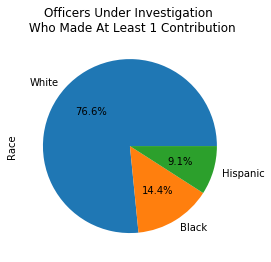 Officers Under Investigation
Who Made At Least 1 Contribution
White
76.6%
Race
9.1%
Hispanic
14.4%
Black